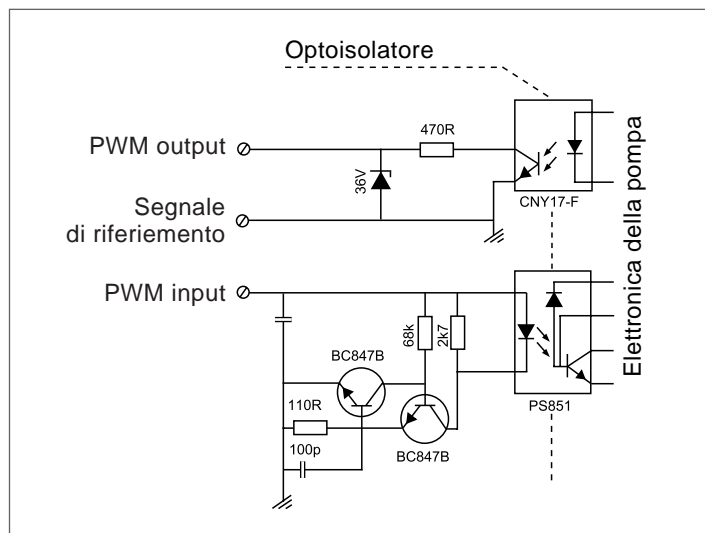 Optoisolatore
470R
PWM output
36V
CNY17-F
Segnale
di riferiemento
Elettronica della pompa
PWM input
68k
2k7
BC847B
110R
PS851
100p
BC847B